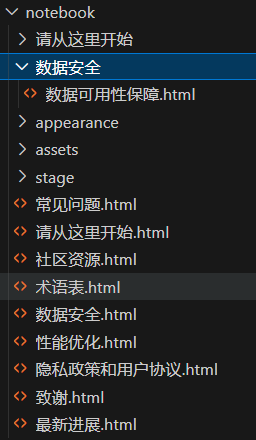 notebook
请从这里开始
数据安全
数据可用性保障.html
appearance
assets
stage
常见问题.html
请从这里开始.html
社区资源.html
术语表.html
数据安全.html
性能优化.html
隐私政策和用户协议.html
致谢.html
最新进展.html